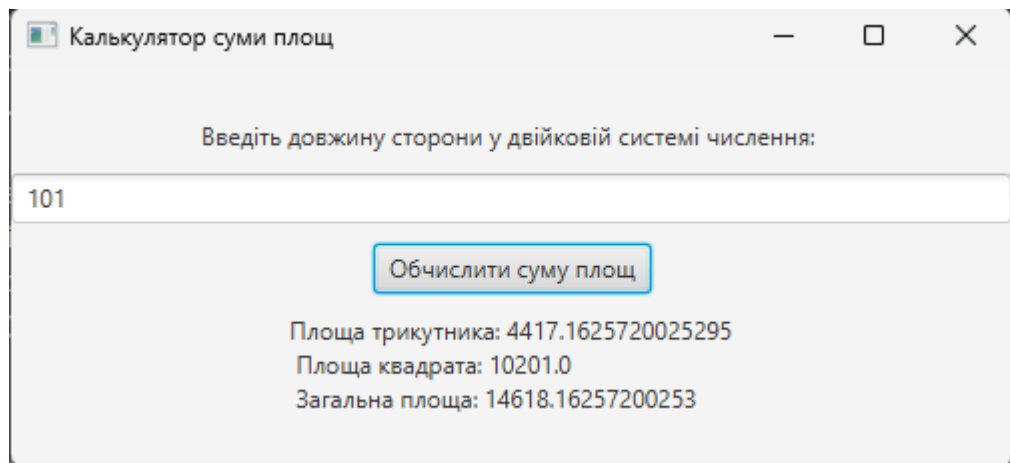 Калькулятор суми площ
Введіть довжину сторони у двійковій системі числення:
101
Обчислити суму площ
Площа трикутника: 4417.1625720025295
Площа квадрата: 10201.0
Загальна площа: 14618.16257200253